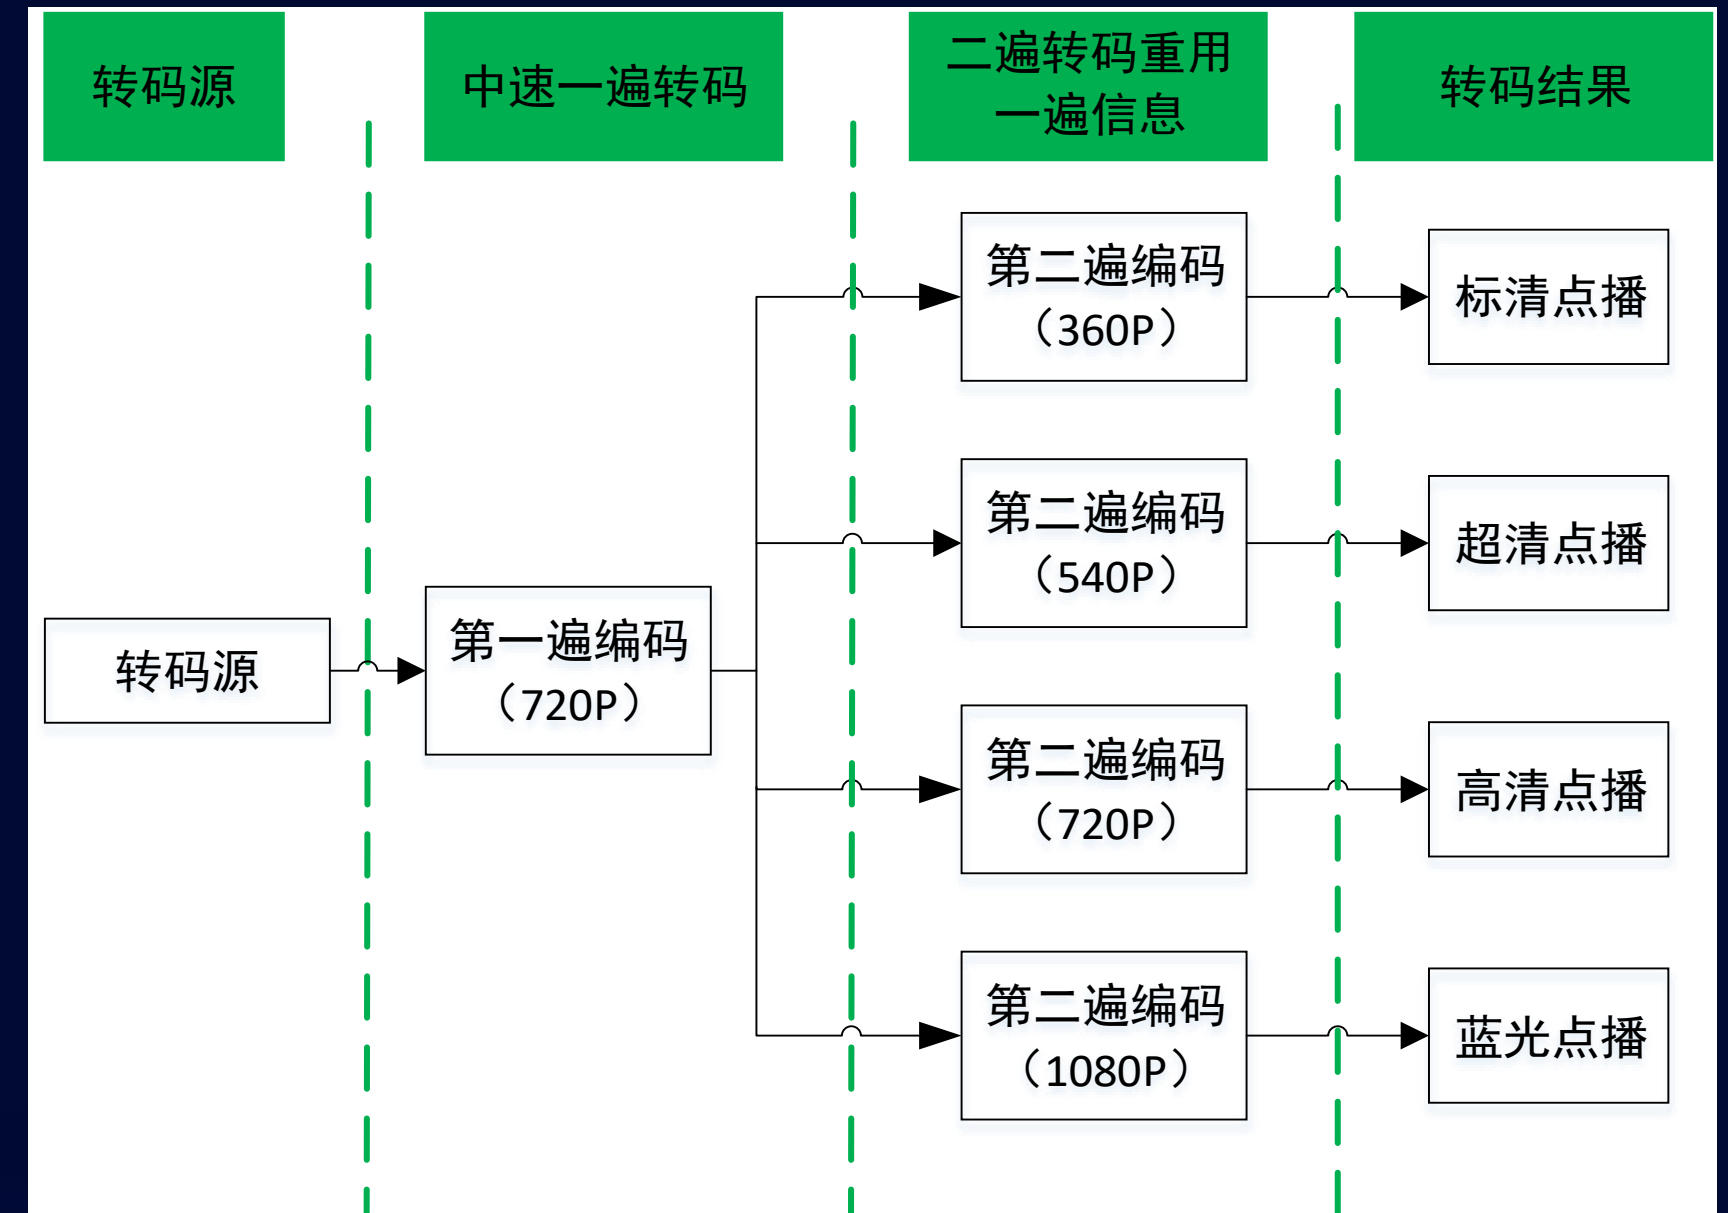 转码源
中速一遍转码
二遍转码重用
一遍信息
转码结果
转码源
第一遍编码
（720P）
第二遍编码
（360P）
标清点播
第二遍编码
（540P）
超清点播
第二遍编码
（720P）
高清点播
第二遍编码
（1080P）
蓝光点播